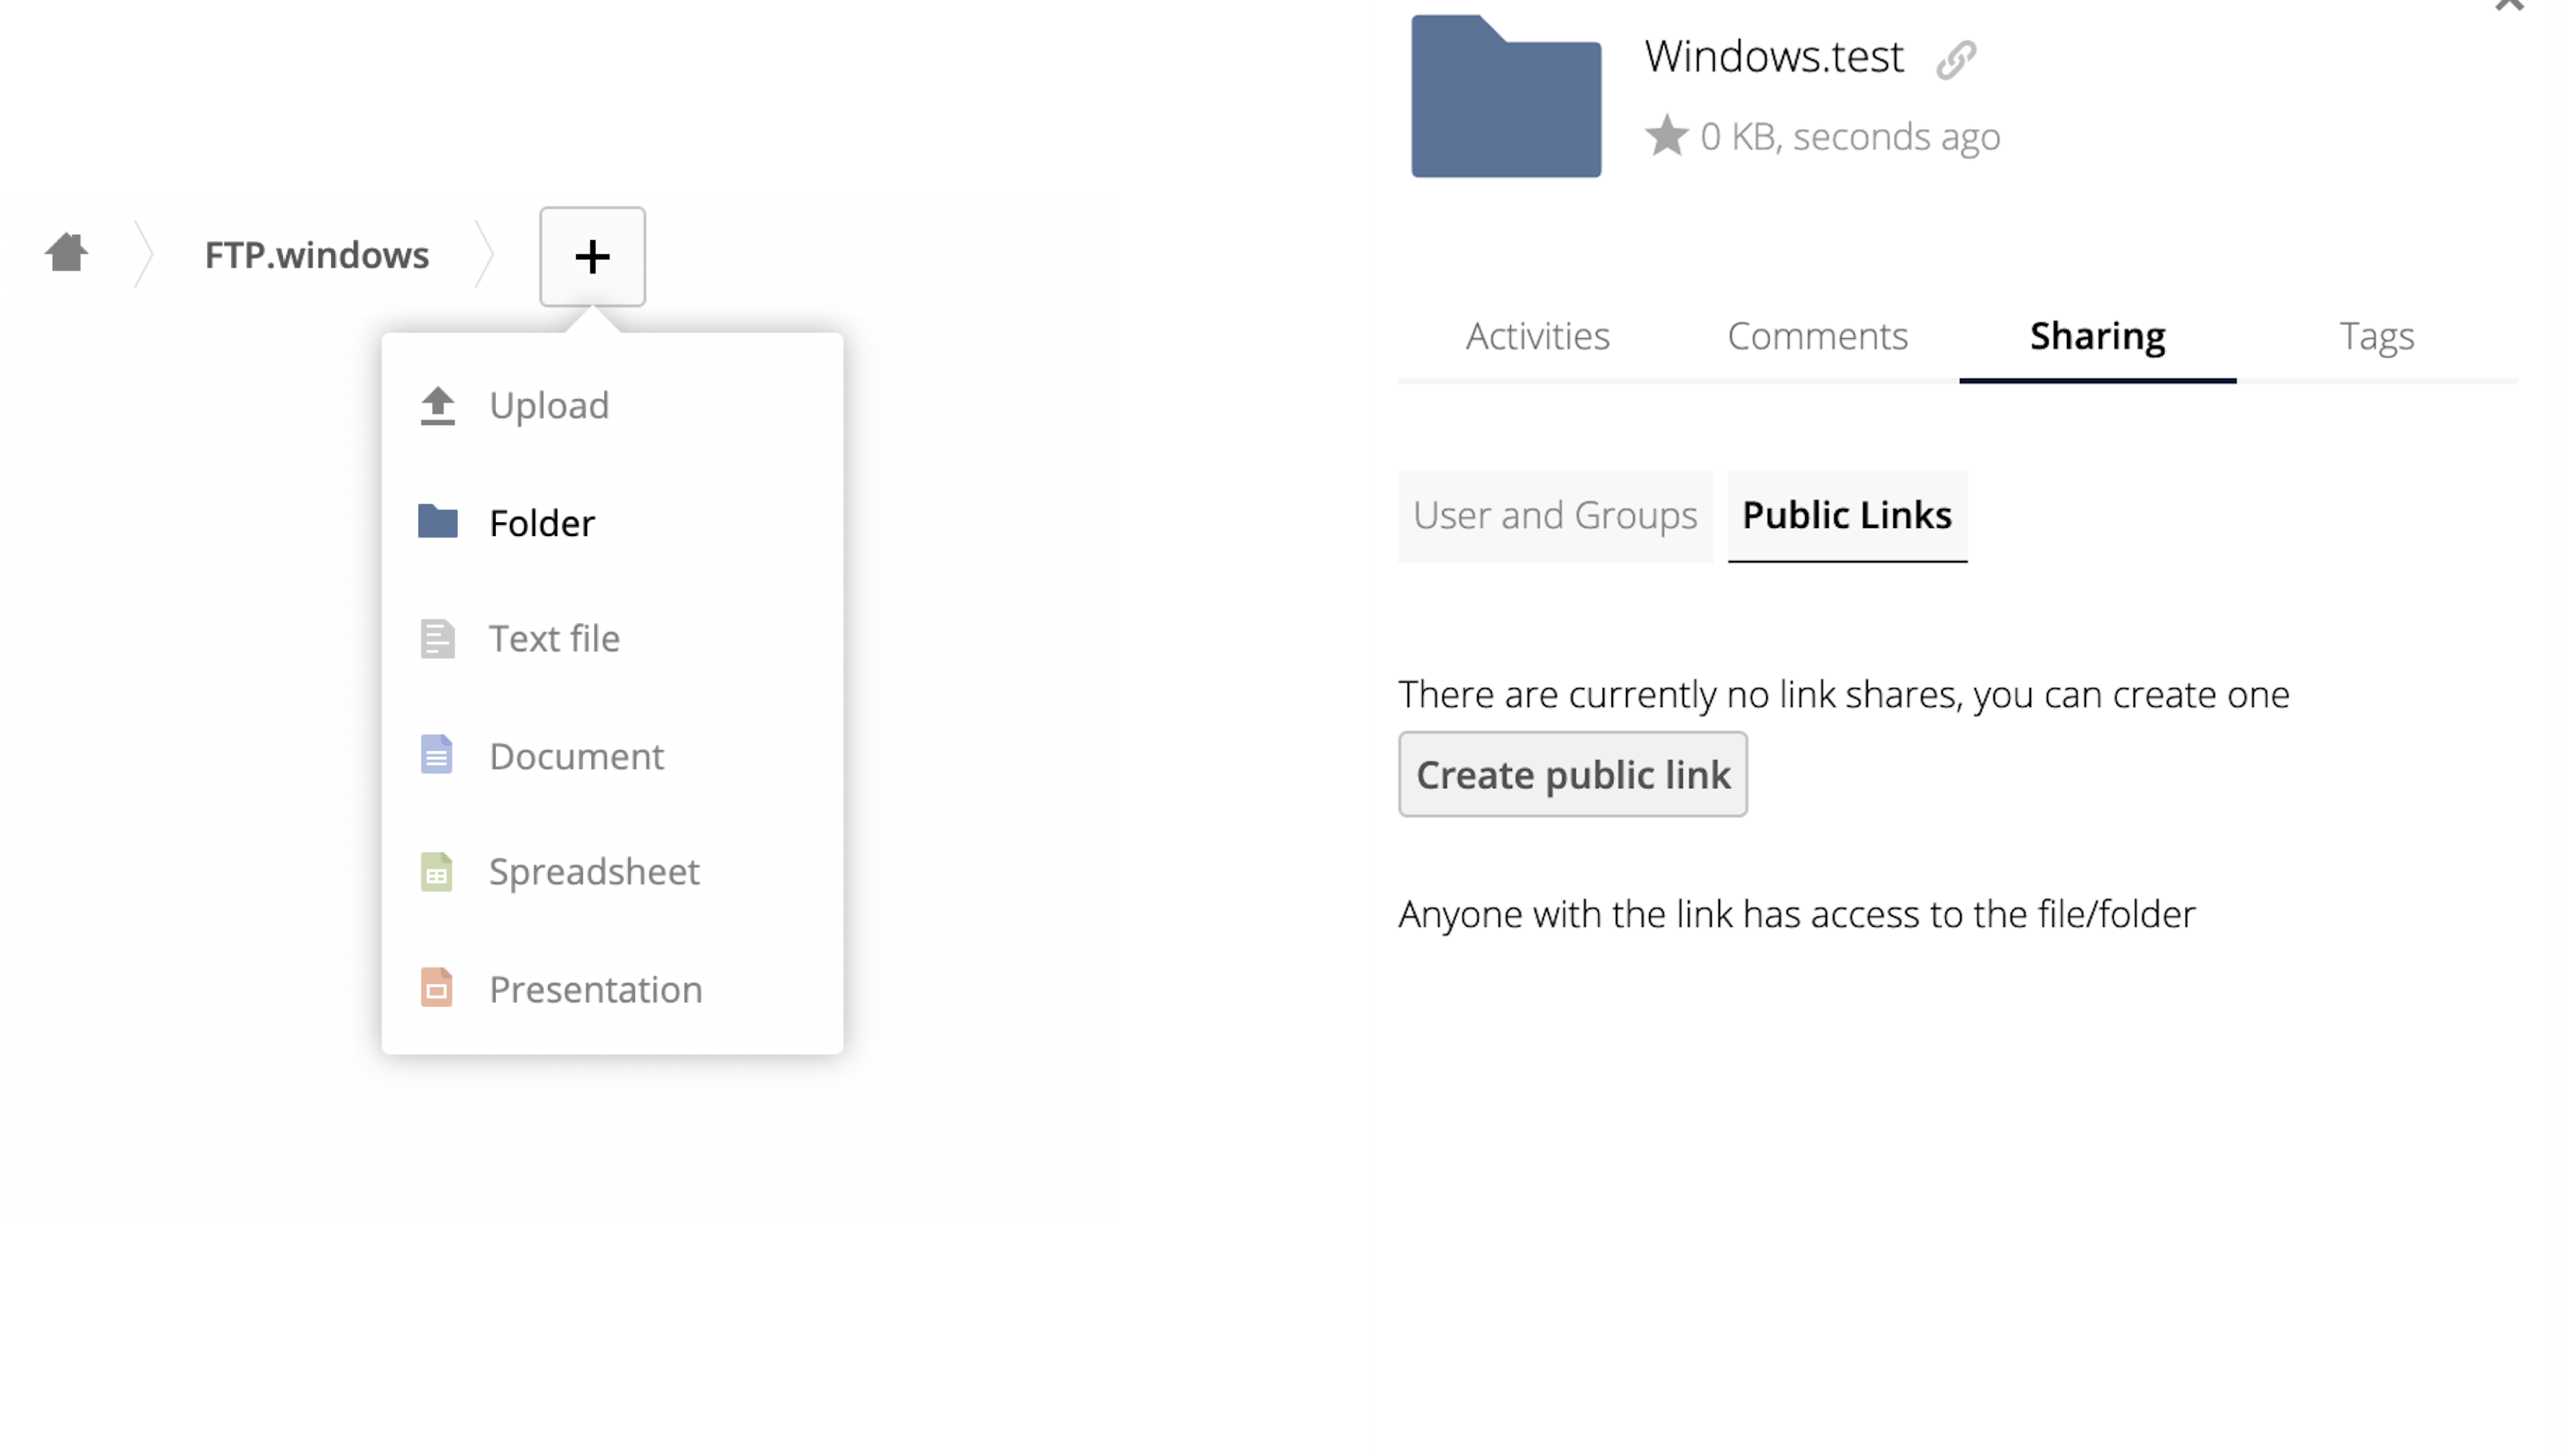 FTP.windows
+
Upload
Folder
Text file
Document
Spreadsheet
Presentation
Windows.test
0 KB, seconds ago
Activities Comments Sharing Tags
User and Groups Public Links
There are currently no link shares, you can create one
Create public link
Anyone with the link has access to the file/folder